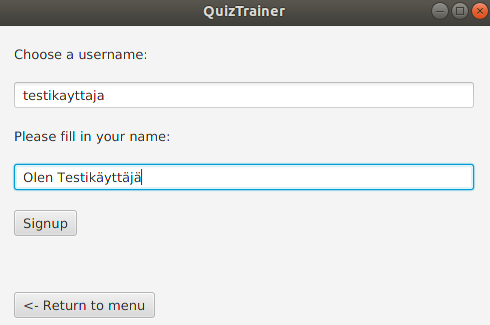 QuizTrainer
Choose a username:
testikayttaja
Please fill in your name:
Olen Testikäyttäjä
Signup
<- Return to menu